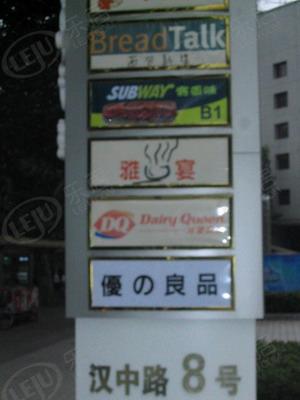 BreadTalk
SUBWAY 赛百味
B1
雅宴
DQ Dairy Queen
優の良品
汉中路8号